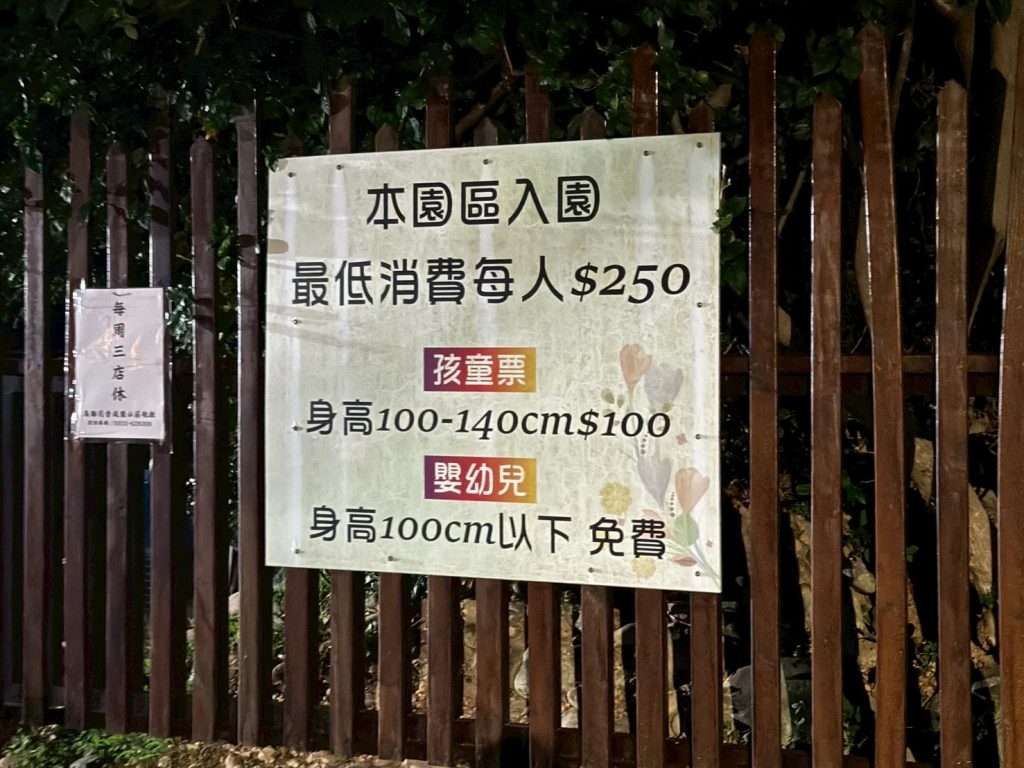 每周三店休
本園區入園
最低消費每人$250
孩童票
身高100-140cm$100
嬰幼兒
身高100cm以下 免費